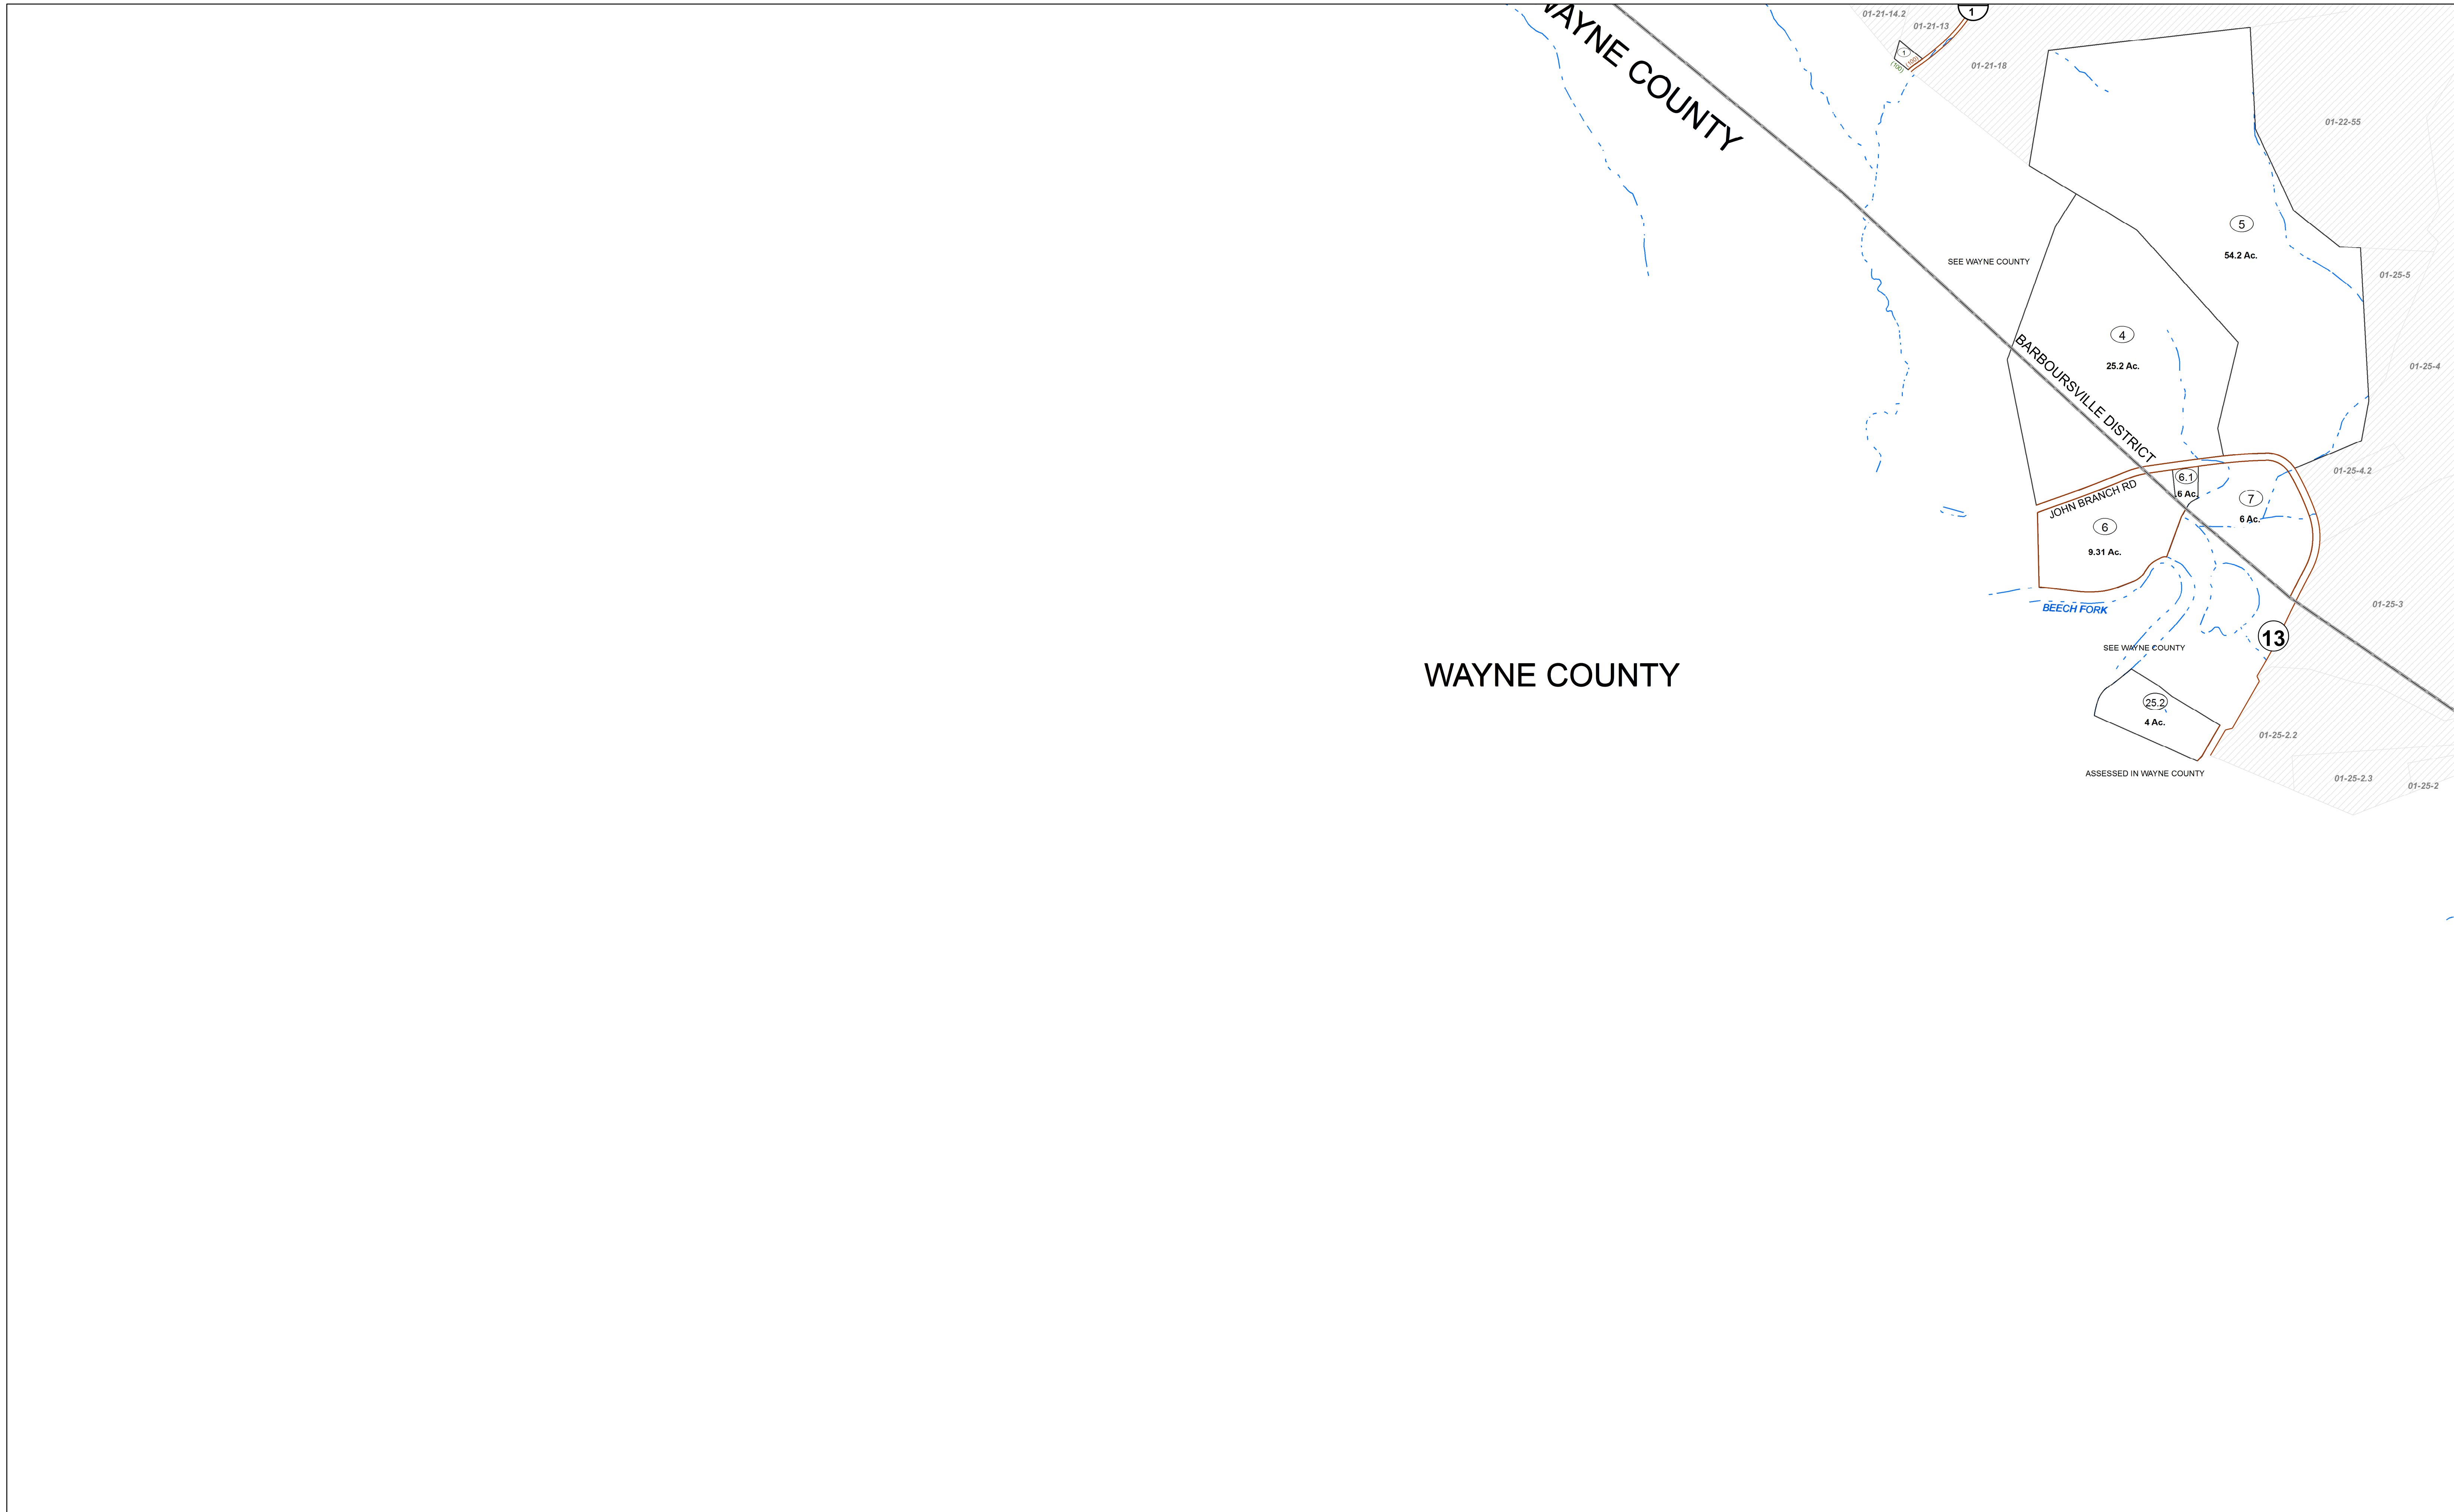 WAYNE COUNTY
01-21-14.2
01-21-13
1
1
(100)
(100)
01-21-18
01-22-55
5
54.2 Ac.
SEE WAYNE COUNTY
01-25-5
4
25.2 Ac.
BARBOURSVILLE DISTRICT
01-25-4
01-25-4.2
6.1
.6 Ac.
JOHN BRANCH RD
7
6 Ac.
6
9.31 Ac.
BEECH FORK
01-25-3
13
SEE WAYNE COUNTY
WAYNE COUNTY
25.2
4 Ac.
01-25-2.2
ASSESSED IN WAYNE COUNTY
01-25-2.3
01-25-2